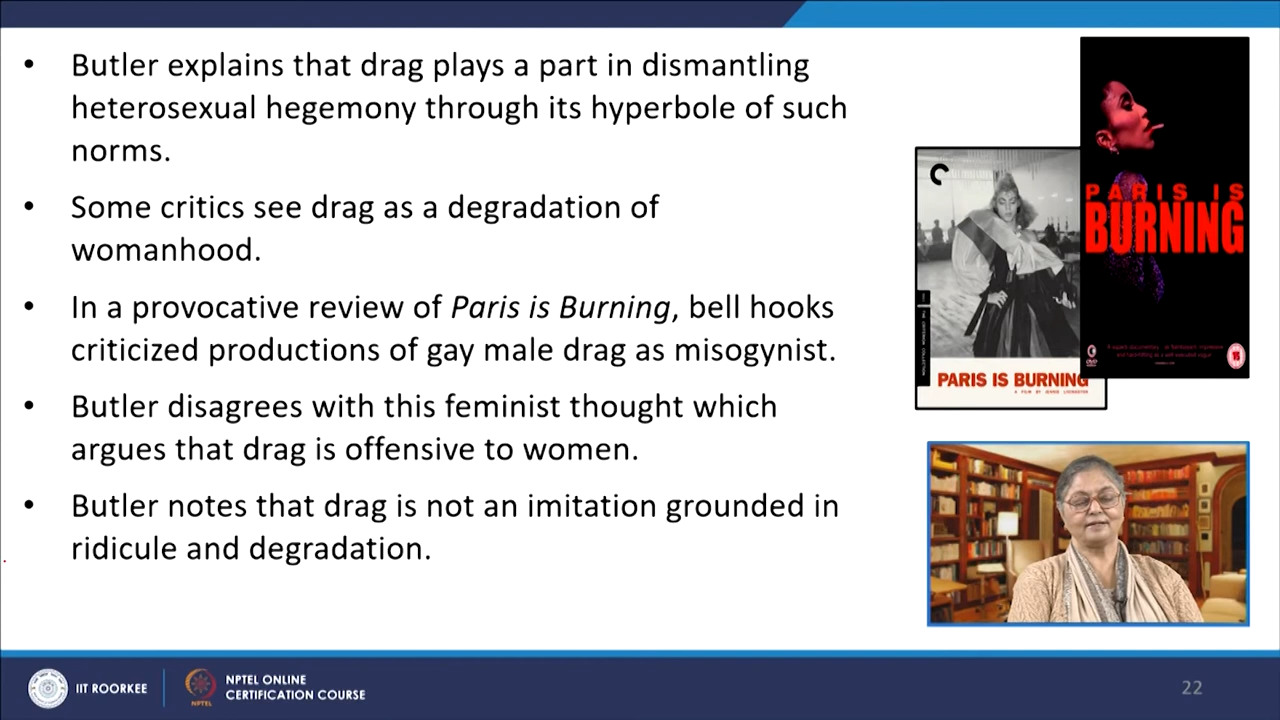 • Butler explains that drag plays a part in dismantling
heterosexual hegemony through its hyperbole of such
norms.
• Some critics see drag as a degradation of
womanhood.
• In a provocative review of Paris is Burning, bell hooks
criticized productions of gay male drag as misogynist.
• Butler disagrees with this feminist thought which
argues that drag is offensive to women.
• Butler notes that drag is not an imitation grounded in
ridicule and degradation.
PARIS IS
BURNING
15
PARIS IS BURNING
A FILM BY JENNIE LIVINGSTON
IIT ROORKEE
NPTEL
NPTEL ONLINE
CERTIFICATION COURSE
22